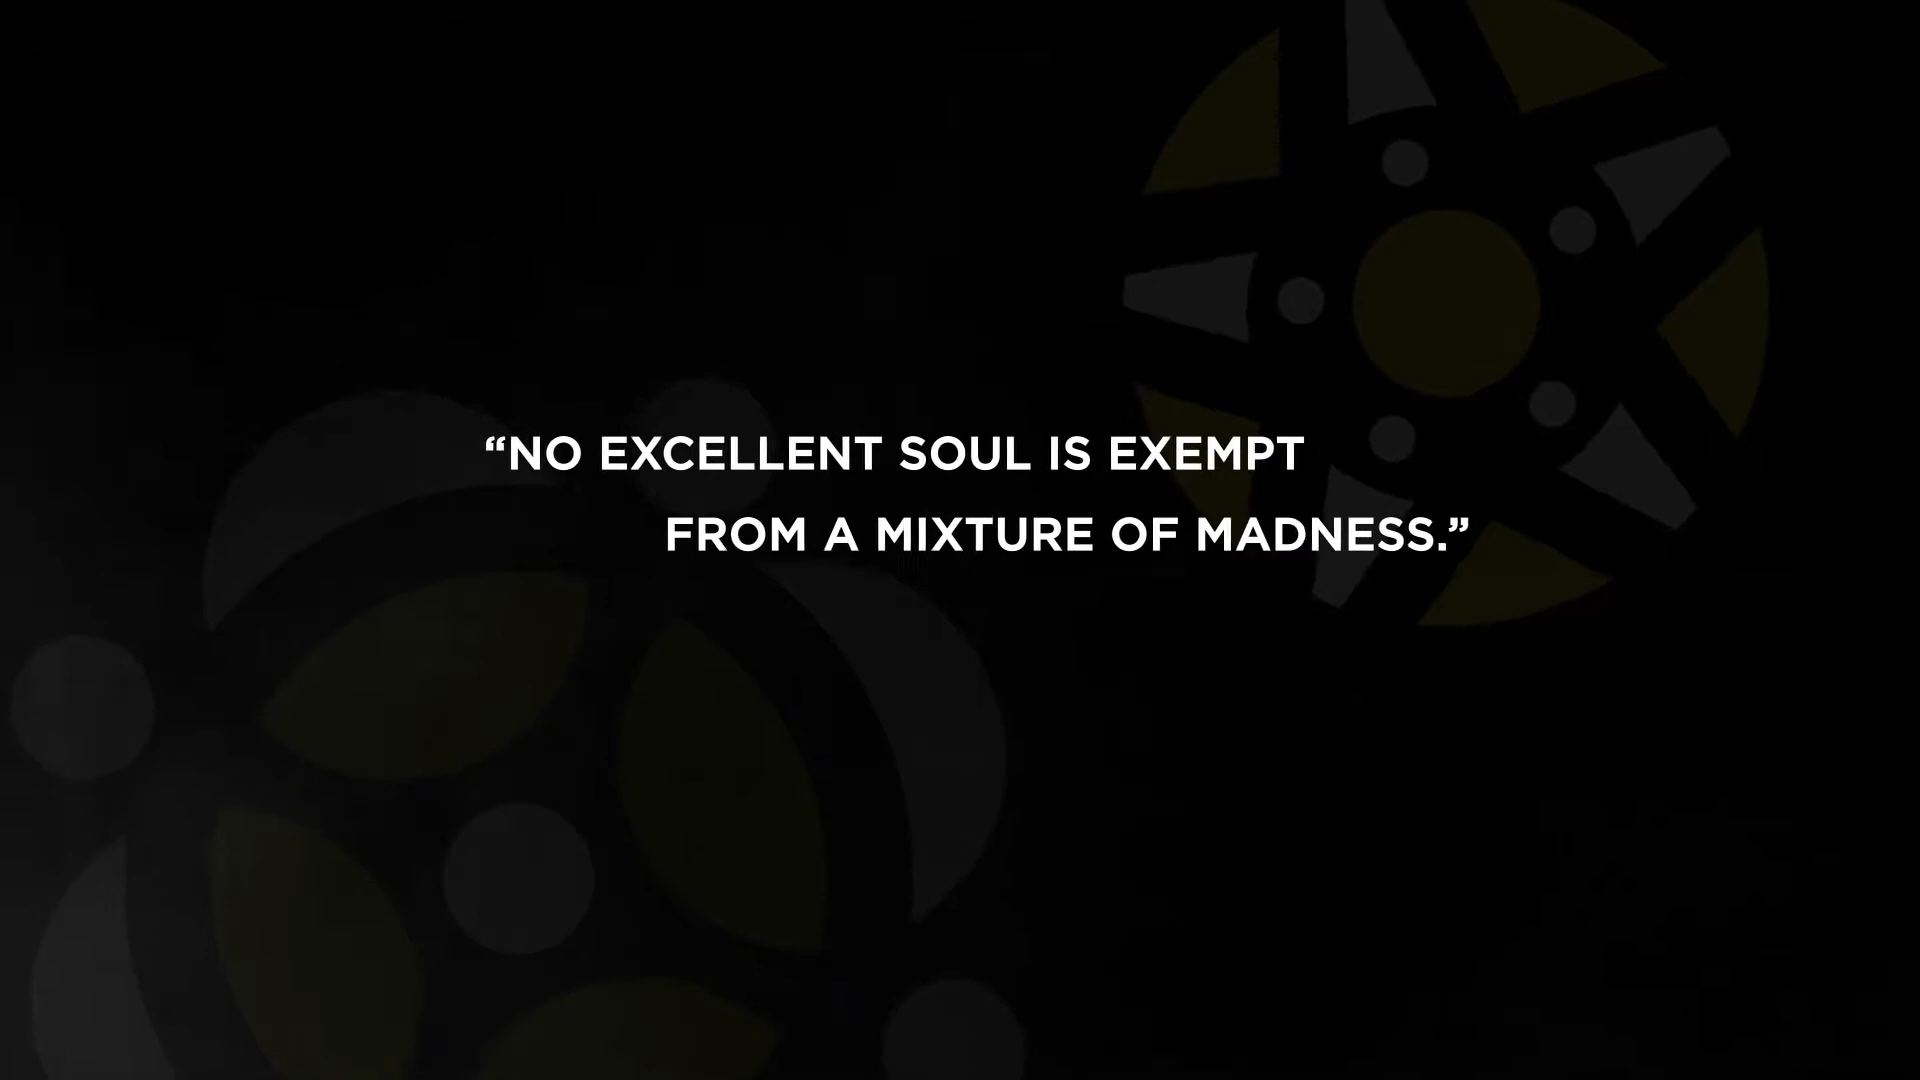 “NO EXCELLENT SOUL IS EXEMPT
FROM A MIXTURE OF MADNESS.”